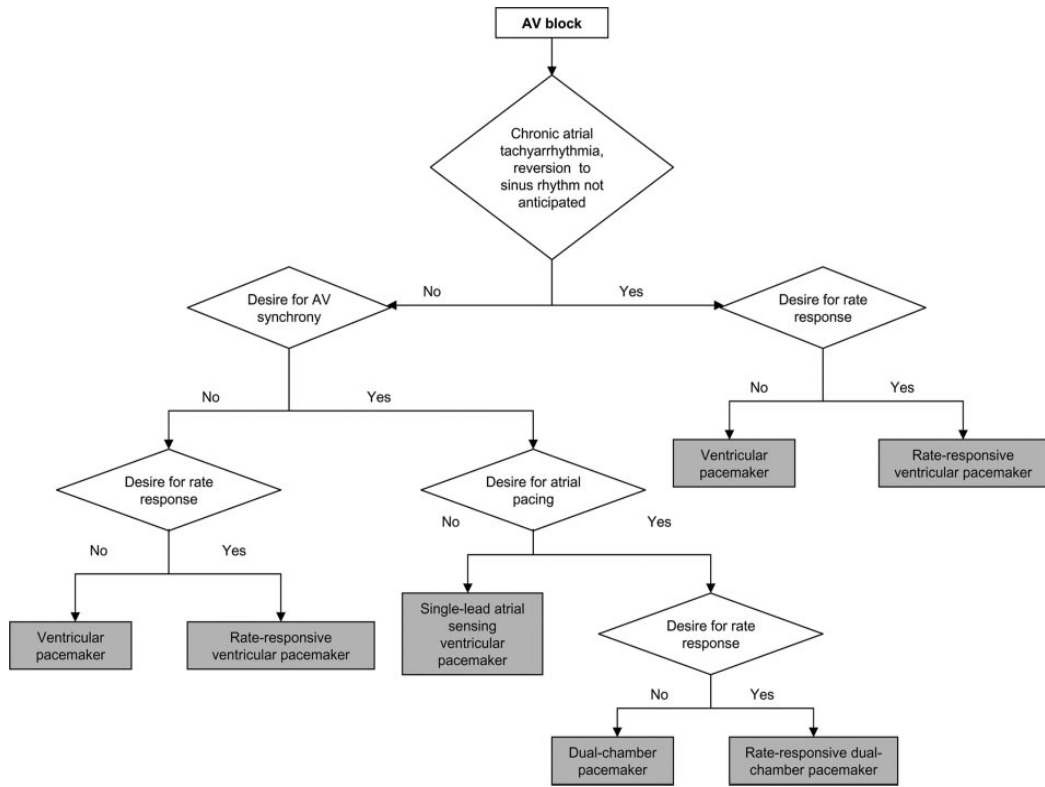 AV block
Chronic atrial
tachyarrhythmia,
reversion to
sinus rhythm not
anticipated
No
Yes
Desire for AV
synchrony
Desire for rate
response
No
Yes
No
Yes
Desire for rate
response
Desire for atrial
pacing
Ventricular
pacemaker
Rate-responsive
ventricular pacemaker
No
Yes
No
Yes
Ventricular
pacemaker
Rate-responsive
ventricular pacemaker
Single-lead atrial
sensing
ventricular
pacemaker
Desire for rate
response
No
Yes
Dual-chamber
pacemaker
Rate-responsive dual-
chamber pacemaker